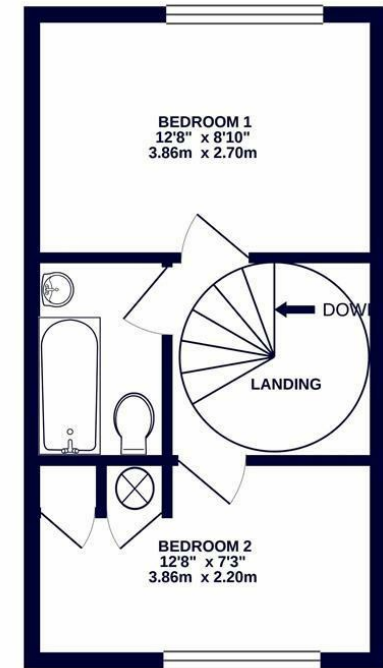 BEDROOM 1
12'8" x 8'10"
3.86m x 2.70m
DOW
LANDING
BEDROOM 2
12'8" x 7'3"
3.86m x 2.20m